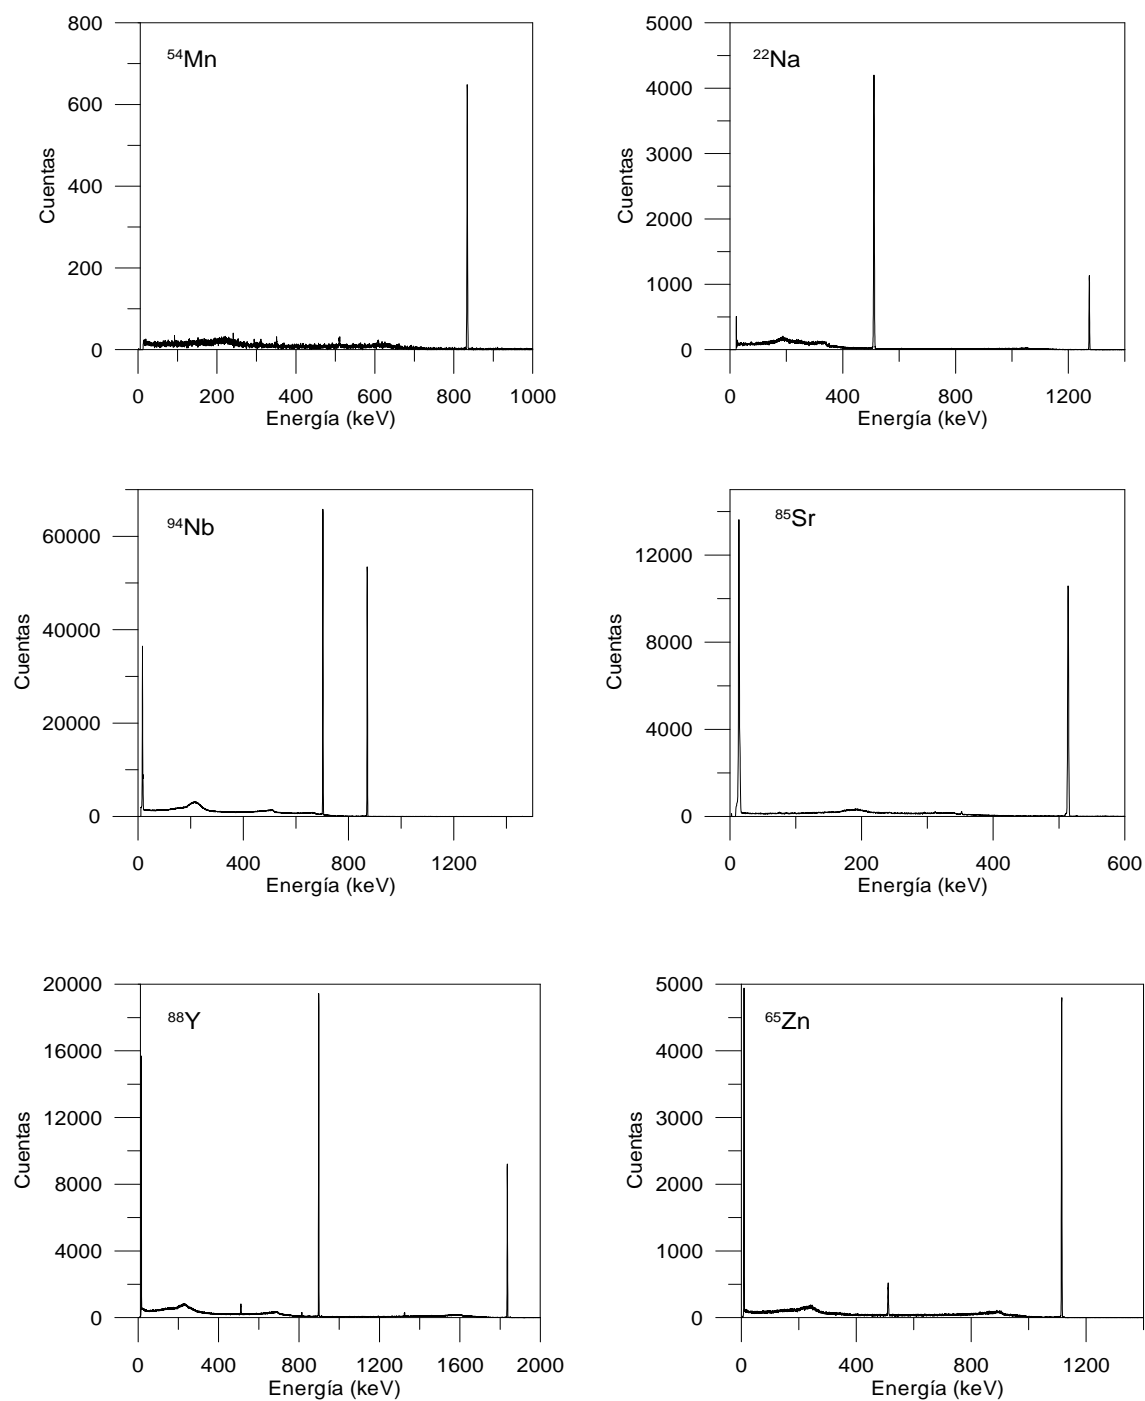 800
600
400
200
0
Cuentas
⁵⁴Mn
0 200 400 600 800 1000
Energía (keV)
5000
4000
3000
2000
1000
0
Cuentas
²²Na
0 400 800 1200
Energía (keV)
60000
40000
20000
0
Cuentas
⁹⁴Nb
0 400 800 1200
Energía (keV)
12000
8000
4000
0
Cuentas
⁸⁵Sr
0 200 400 600
Energía (keV)
20000
16000
12000
8000
4000
0
Cuentas
⁸⁸Y
0 400 800 1200 1600 2000
Energía (keV)
5000
4000
3000
2000
1000
0
Cuentas
⁶⁵Zn
0 400 800 1200
Energía (keV)